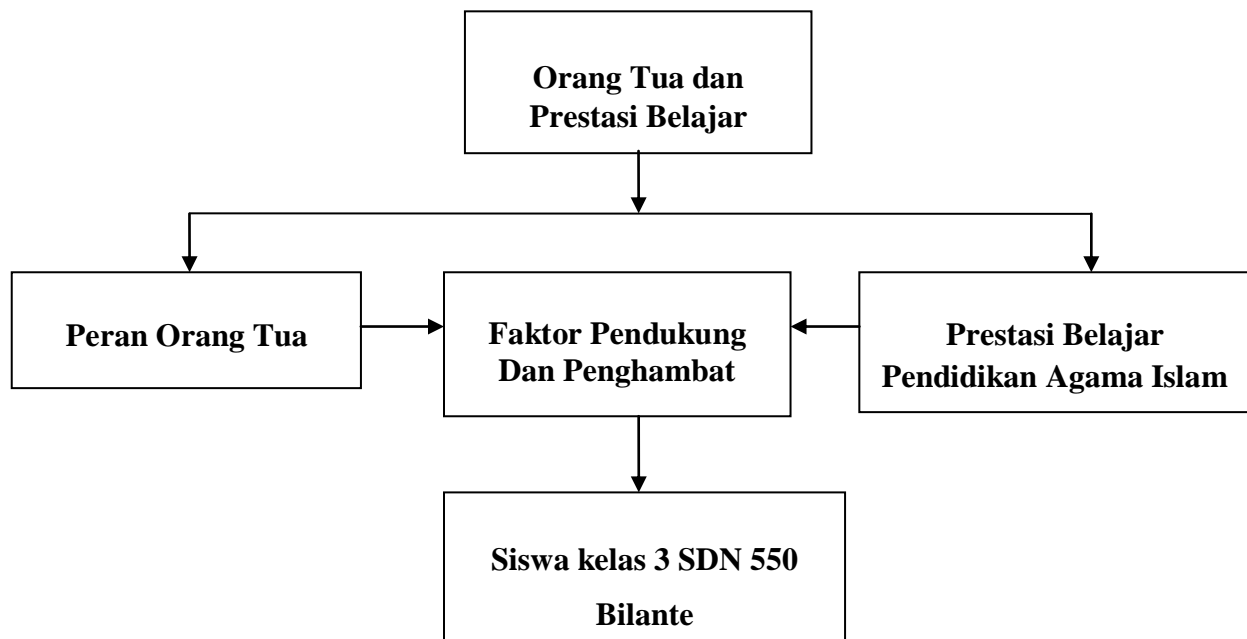 Orang Tua dan
Prestasi Belajar
Peran Orang Tua
Faktor Pendukung
Dan Penghambat
Prestasi Belajar
Pendidikan Agama Islam
Siswa kelas 3 SDN 550
Bilante